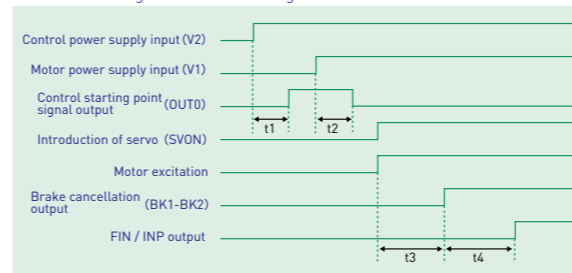 Control power supply input (V2)
Motor power supply input (V1)
Control starting point
signal output (OUT0)
t1 t2
Introduction of servo (SVON)
Motor excitation
Brake cancellation
output (BK1-BK2)
FIN / INP output
t3 t4